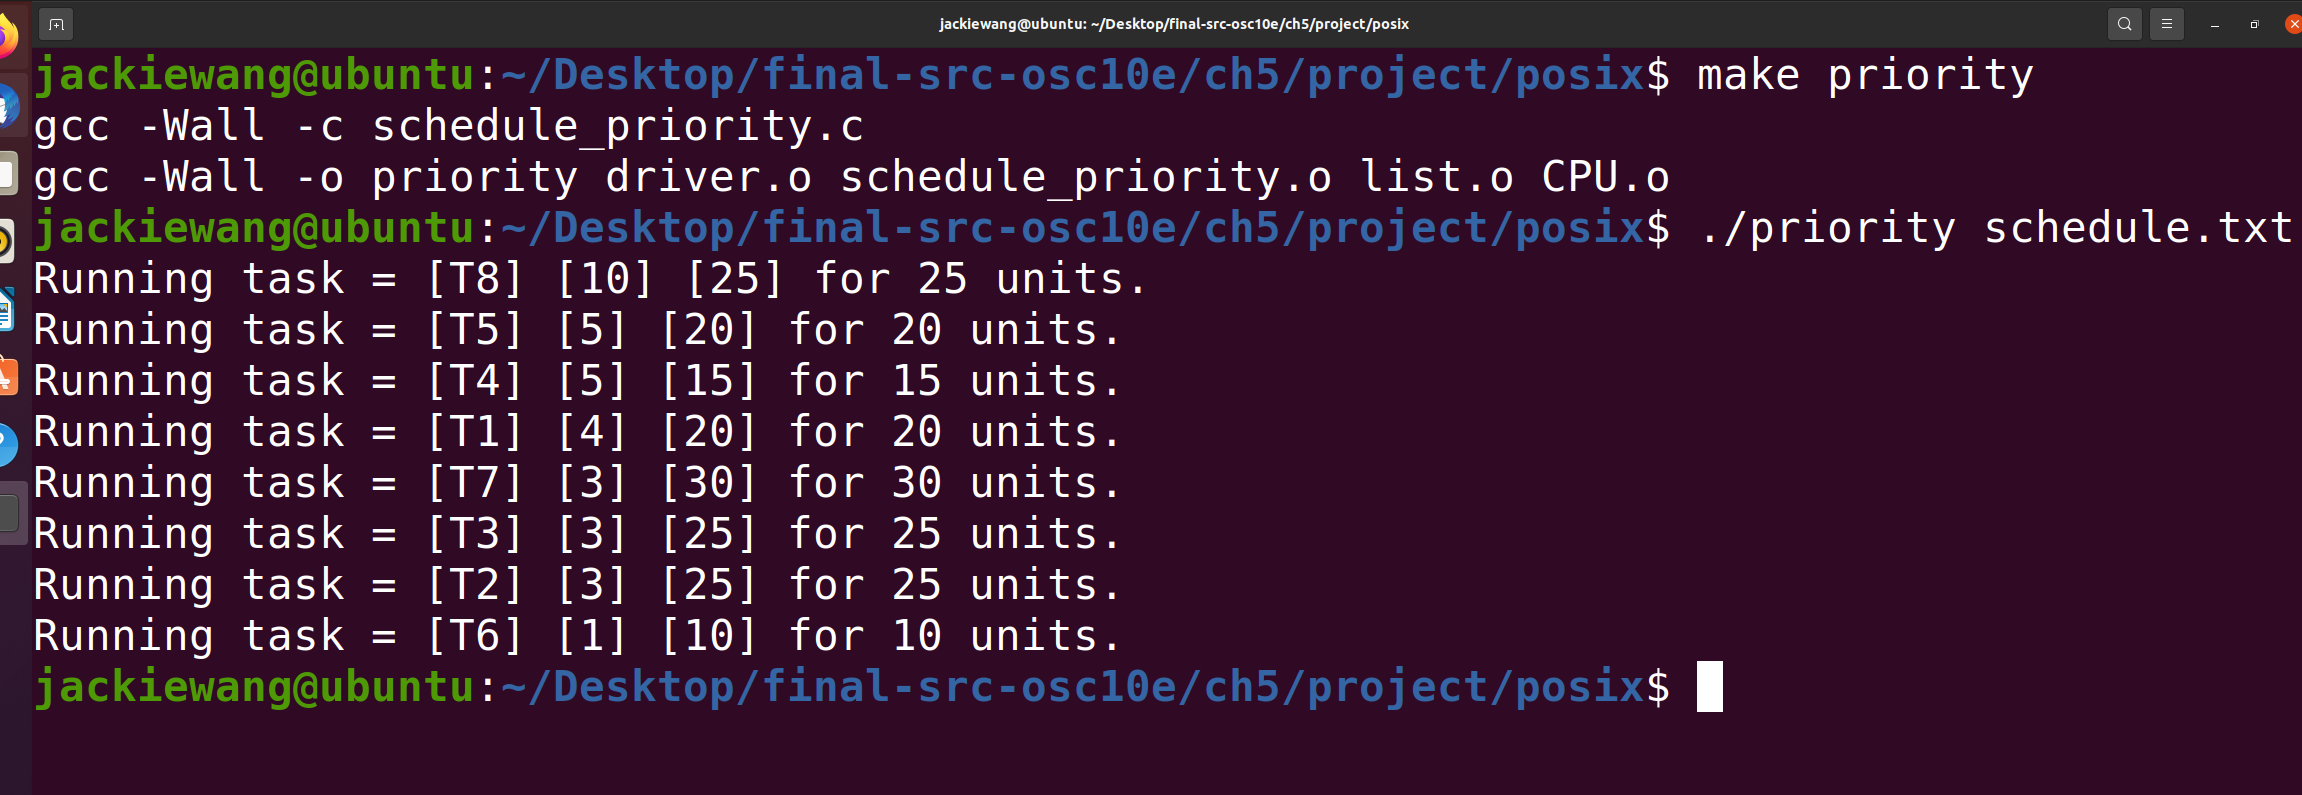 jackiewang@ubuntu: ~/Desktop/final-src-osc10e/ch5/project/posix
jackiewang@ubuntu:~/Desktop/final-src-osc10e/ch5/project/posix$ make priority
gcc -Wall -c schedule_priority.c
gcc -Wall -o priority driver.o schedule_priority.o list.o CPU.o
jackiewang@ubuntu:~/Desktop/final-src-osc10e/ch5/project/posix$ ./priority schedule.txt
Running task = [T8] [10] [25] for 25 units.
Running task = [T5] [5] [20] for 20 units.
Running task = [T4] [5] [15] for 15 units.
Running task = [T1] [4] [20] for 20 units.
Running task = [T7] [3] [30] for 30 units.
Running task = [T3] [3] [25] for 25 units.
Running task = [T2] [3] [25] for 25 units.
Running task = [T6] [1] [10] for 10 units.
jackiewang@ubuntu:~/Desktop/final-src-osc10e/ch5/project/posix$